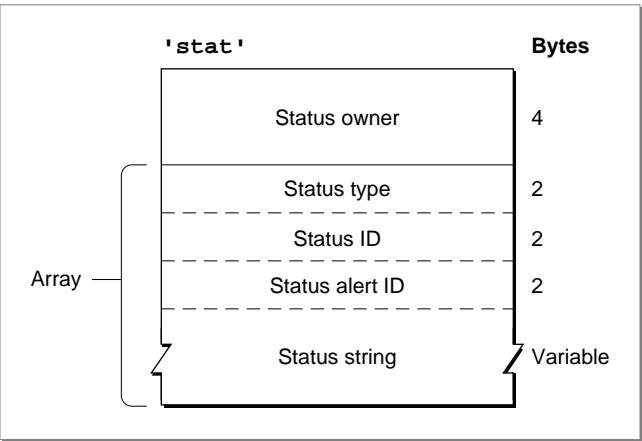 'stat' Bytes
Status owner 4
Status type 2
Status ID 2
Array Status alert ID 2
Status string Variable